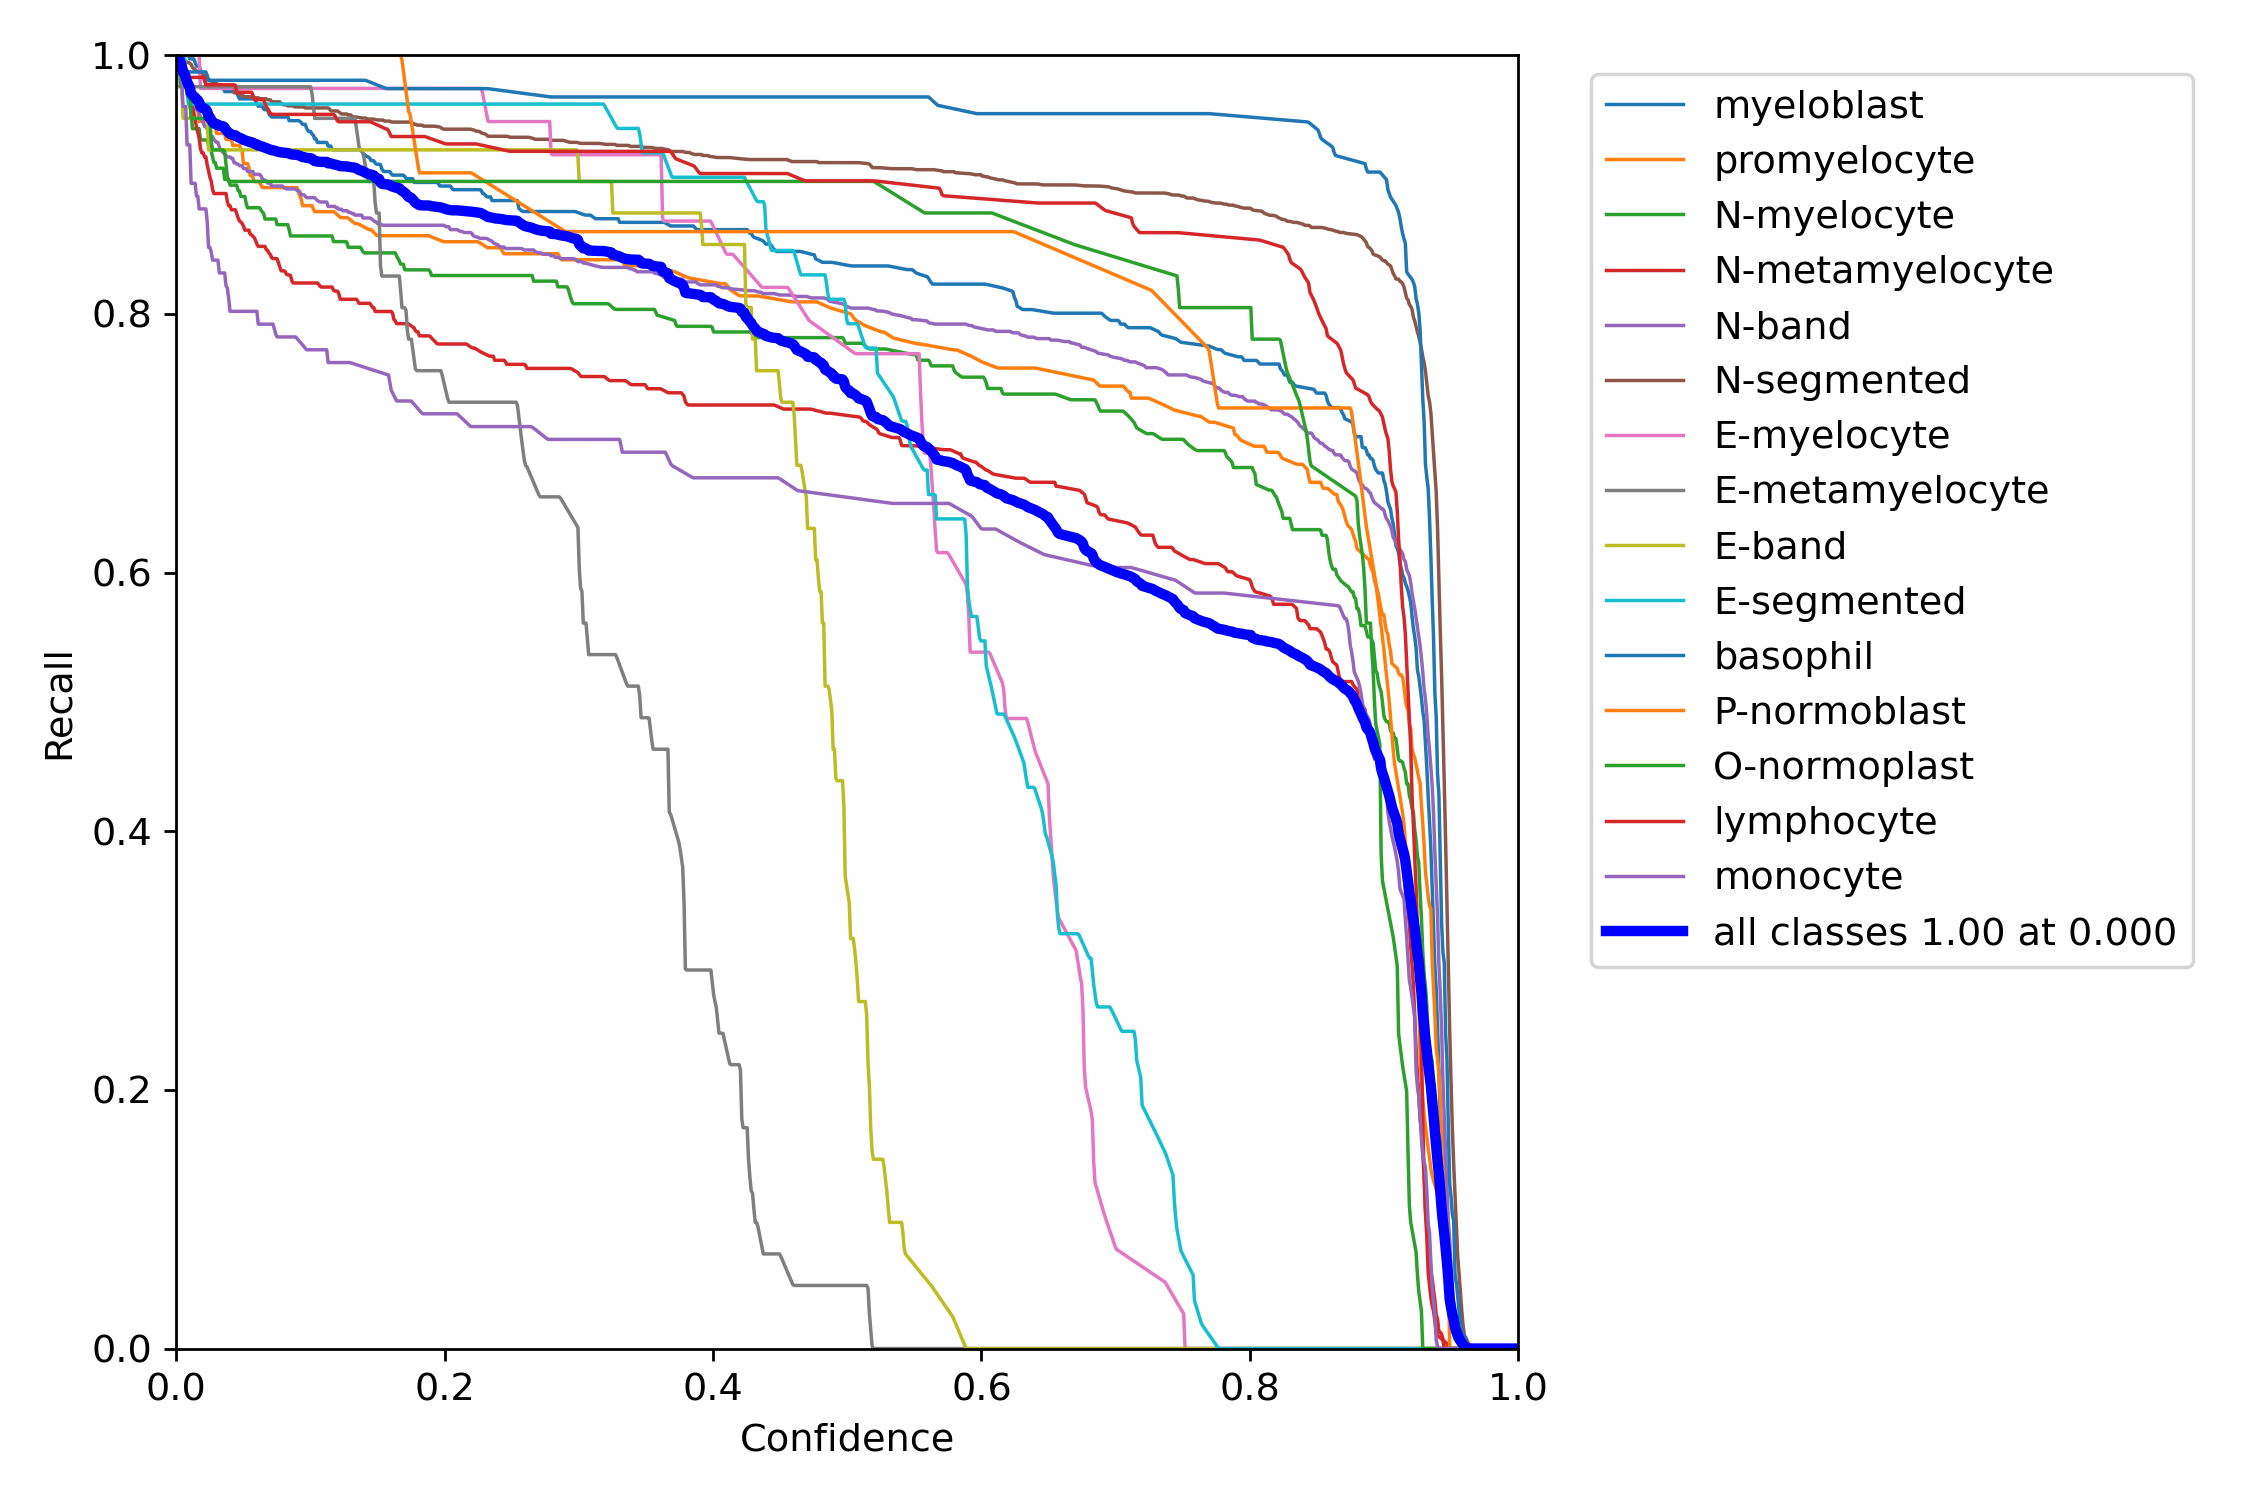 1.0
0.8
0.6
0.4
0.2
0.0
Recall
0.0 0.2 0.4 0.6 0.8 1.0
Confidence
myeloblast
promyelocyte
N-myelocyte
N-metamyelocyte
N-band
N-segmented
E-myelocyte
E-metamyelocyte
E-band
E-segmented
basophil
P-normoblast
O-normoplast
lymphocyte
monocyte
all classes 1.00 at 0.000